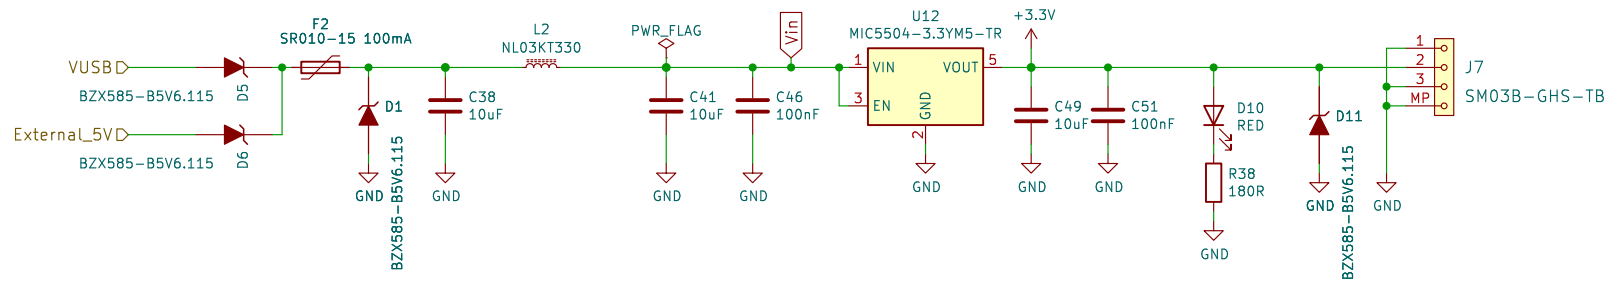 VUSB
BZX585-B5V6.115
D5
External_5V
BZX585-B5V6.115
D6
F2
SR010-15 100mA
D1
BZX585-B5V6.115
GND
C38
10uF
GND
L2
NL03KT330
PWR_FLAG
C41
10uF
GND
C46
100nF
GND
Vin
U12
MIC5504-3.3YM5-TR
1 VIN VOUT 5
3 EN
GND
2
GND
+3.3V
C49
10uF
GND
C51
100nF
GND
D10
RED
R38
180R
GND
D11
BZX585-B5V6.115
GND
GND
1
2
3
MP
J7
SM03B-GHS-TB